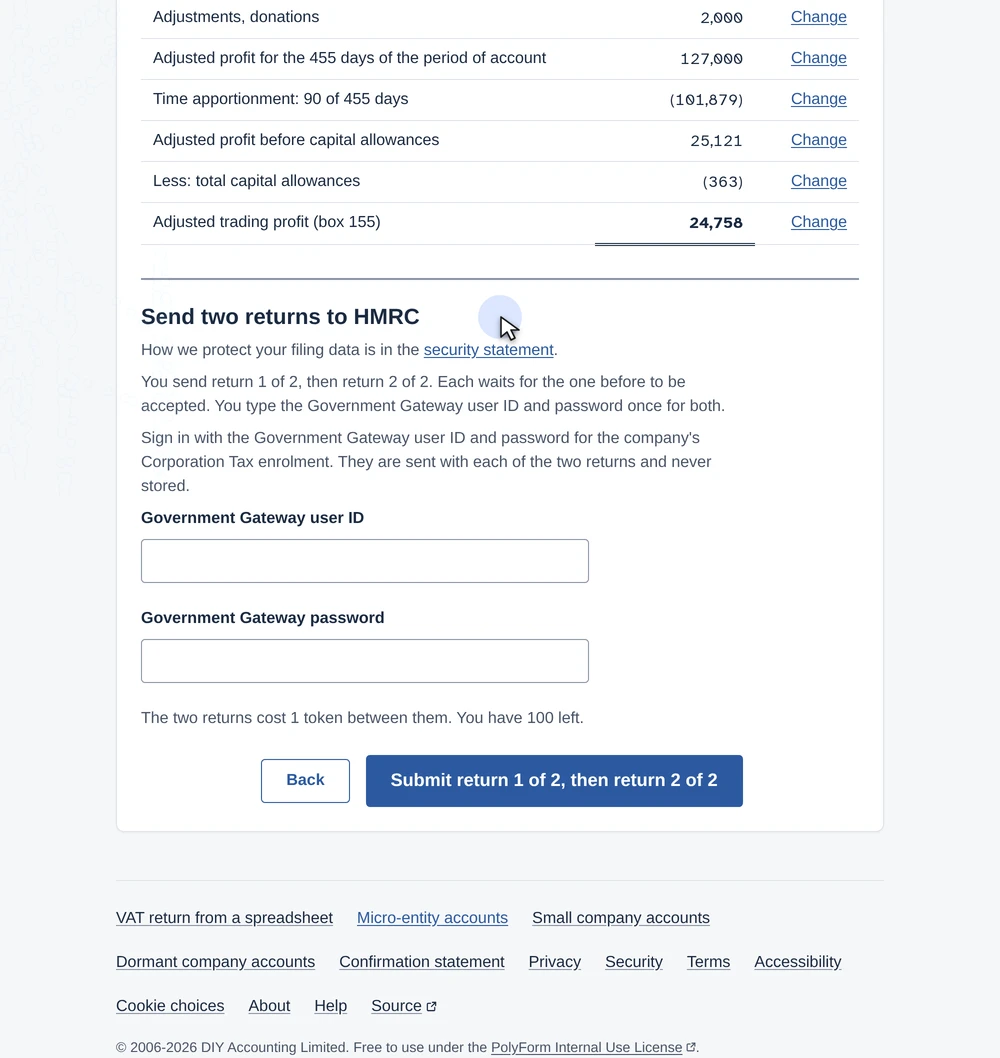 Adjustments, donations 2,000 Change
Adjusted profit for the 455 days of the period of account 127,000 Change
Time apportionment: 90 of 455 days (101,879) Change
Adjusted profit before capital allowances 25,121 Change
Less: total capital allowances (363) Change
Adjusted trading profit (box 155) 24,758 Change
Send two returns to HMRC
How we protect your filing data is in the security statement.
You send return 1 of 2, then return 2 of 2. Each waits for the one before to be
accepted. You type the Government Gateway user ID and password once for both.
Sign in with the Government Gateway user ID and password for the company's
Corporation Tax enrolment. They are sent with each of the two returns and never
stored.
Government Gateway user ID
Government Gateway password
The two returns cost 1 token between them. You have 100 left.
Back Submit return 1 of 2, then return 2 of 2
VAT return from a spreadsheet Micro-entity accounts Small company accounts
Dormant company accounts Confirmation statement Privacy Security Terms Accessibility
Cookie choices About Help Source
© 2006-2026 DIY Accounting Limited. Free to use under the PolyForm Internal Use License.